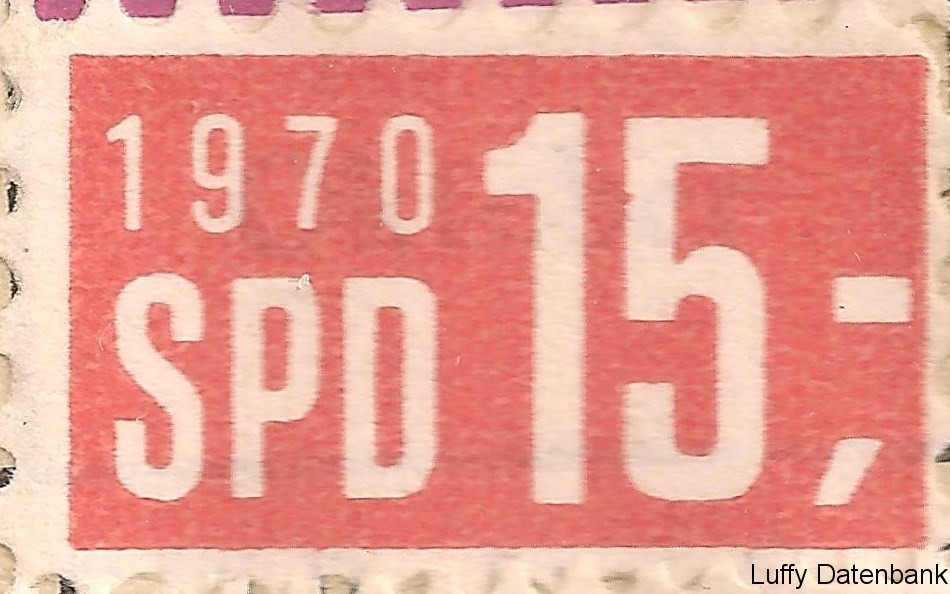 1970
SPD
15,-
Luffy Datenbank